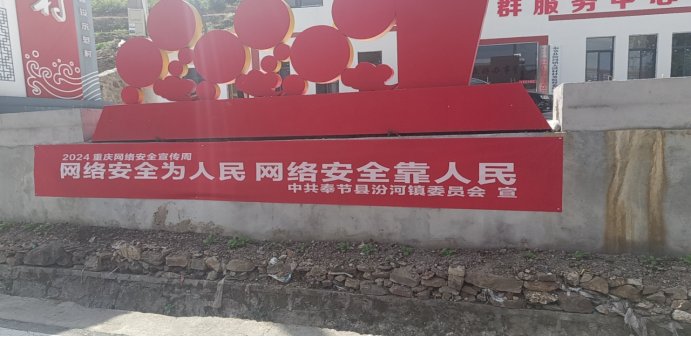 群服务中心
村
2024 重庆网络安全宣传周
网络安全为人民 网络安全靠人民
中共奉节县汾河镇委员会 宣